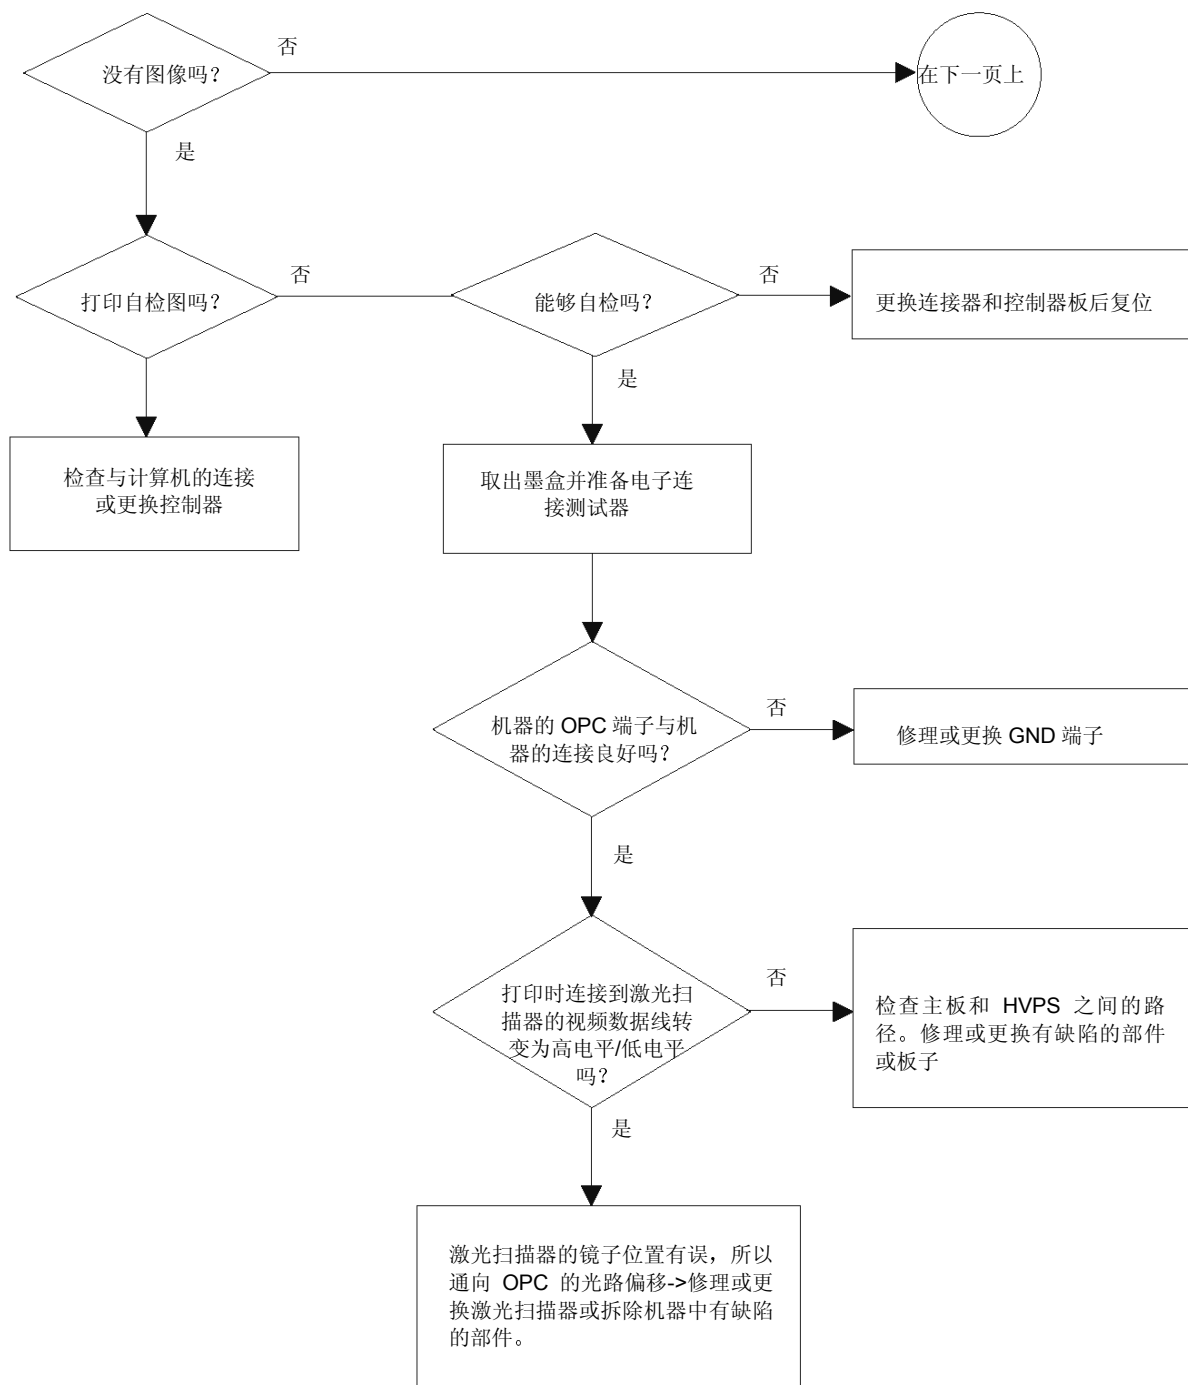 没有图像吗？
否
在下一页上
是
打印自检图吗？
否
能够自检吗？
否
更换连接器和控制器板后复位
是
检查与计算机的连接
或更换控制器
取出墨盒并准备电子连
接测试器
机器的 OPC 端子与机
器的连接良好吗？
否
修理或更换 GND 端子
是
打印时连接到激光扫
描器的视频数据线转
变为高电平/低电平
吗？
否
检查主板和 HVPS 之间的路
径。修理或更换有缺陷的部件
或板子
是
激光扫描器的镜子位置有误，所以
通向 OPC 的光路偏移->修理或更
换激光扫描器或拆除机器中有缺陷
的部件。